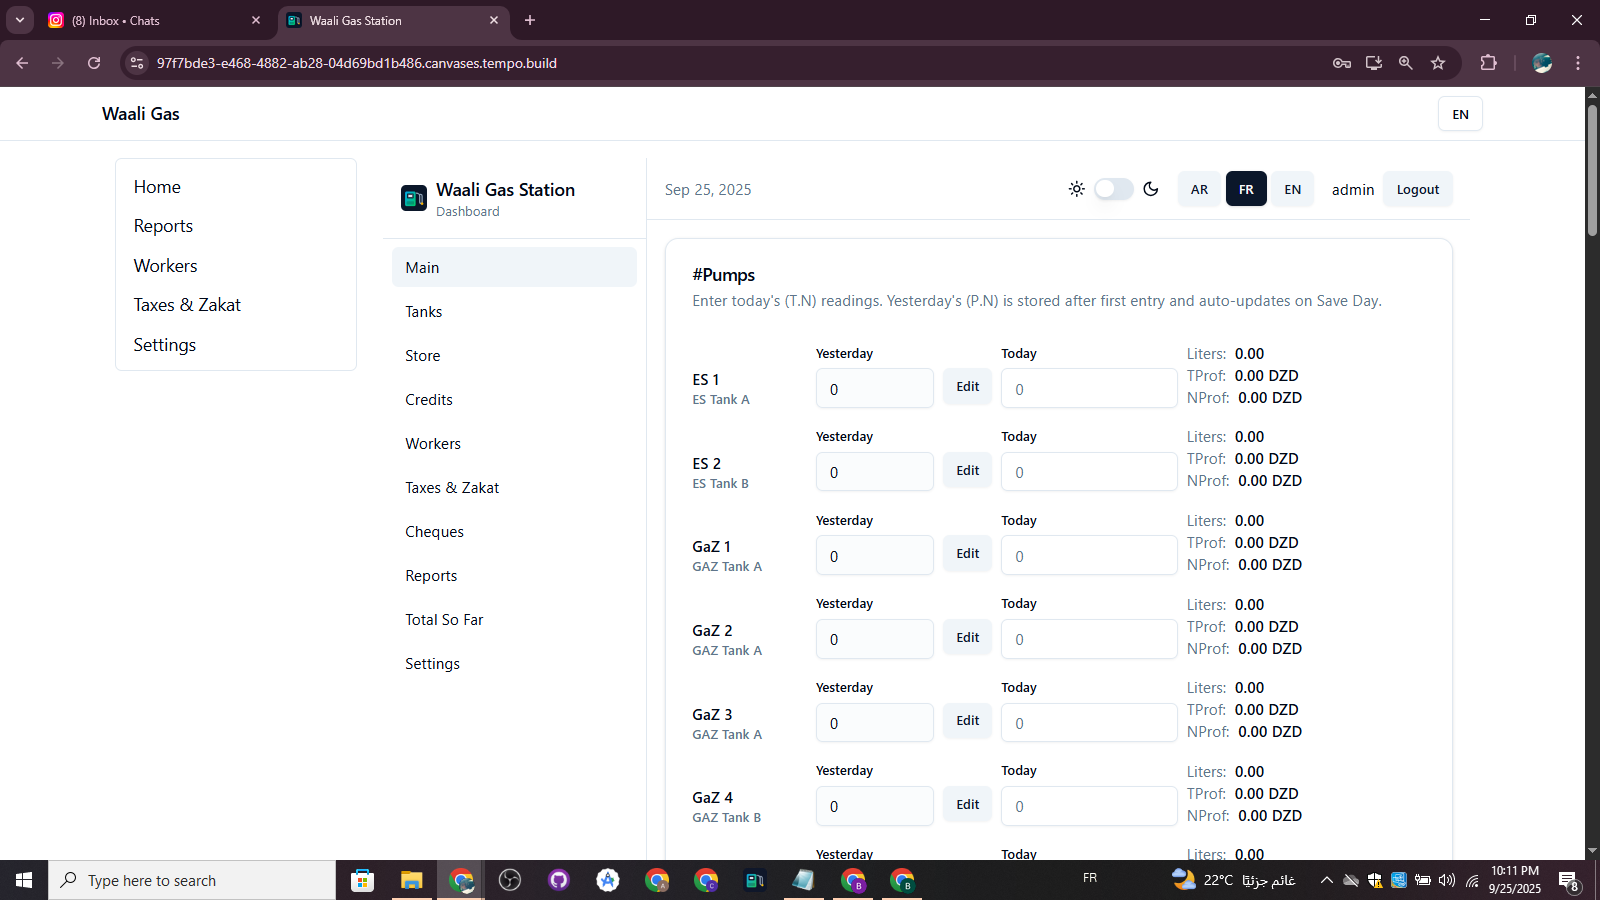 (8) Inbox • Chats
Waali Gas Station
97f7bde3-e468-4882-ab28-04d69bd1b486.canvases.tempo.build
Waali Gas
EN
Home
Reports
Workers
Taxes & Zakat
Settings
Waali Gas Station
Dashboard
Main
Tanks
Store
Credits
Workers
Taxes & Zakat
Cheques
Reports
Total So Far
Settings
Sep 25, 2025
AR FR EN admin Logout
#Pumps
Enter today's (T.N) readings. Yesterday's (P.N) is stored after first entry and auto-updates on Save Day.
ES 1
ES Tank A
Yesterday
0
Edit
Today
0
Liters: 0.00
TProf: 0.00 DZD
NProf: 0.00 DZD
ES 2
ES Tank B
Yesterday
0
Edit
Today
0
Liters: 0.00
TProf: 0.00 DZD
NProf: 0.00 DZD
GaZ 1
GAZ Tank A
Yesterday
0
Edit
Today
0
Liters: 0.00
TProf: 0.00 DZD
NProf: 0.00 DZD
GaZ 2
GAZ Tank A
Yesterday
0
Edit
Today
0
Liters: 0.00
TProf: 0.00 DZD
NProf: 0.00 DZD
GaZ 3
GAZ Tank A
Yesterday
0
Edit
Today
0
Liters: 0.00
TProf: 0.00 DZD
NProf: 0.00 DZD
GaZ 4
GAZ Tank B
Yesterday
0
Edit
Today
0
Liters: 0.00
TProf: 0.00 DZD
NProf: 0.00 DZD
Yesterday
Today
Liters: 0.00
Type here to search
FR
22°C غائم جزئيًا
10:11 PM
9/25/2025
8